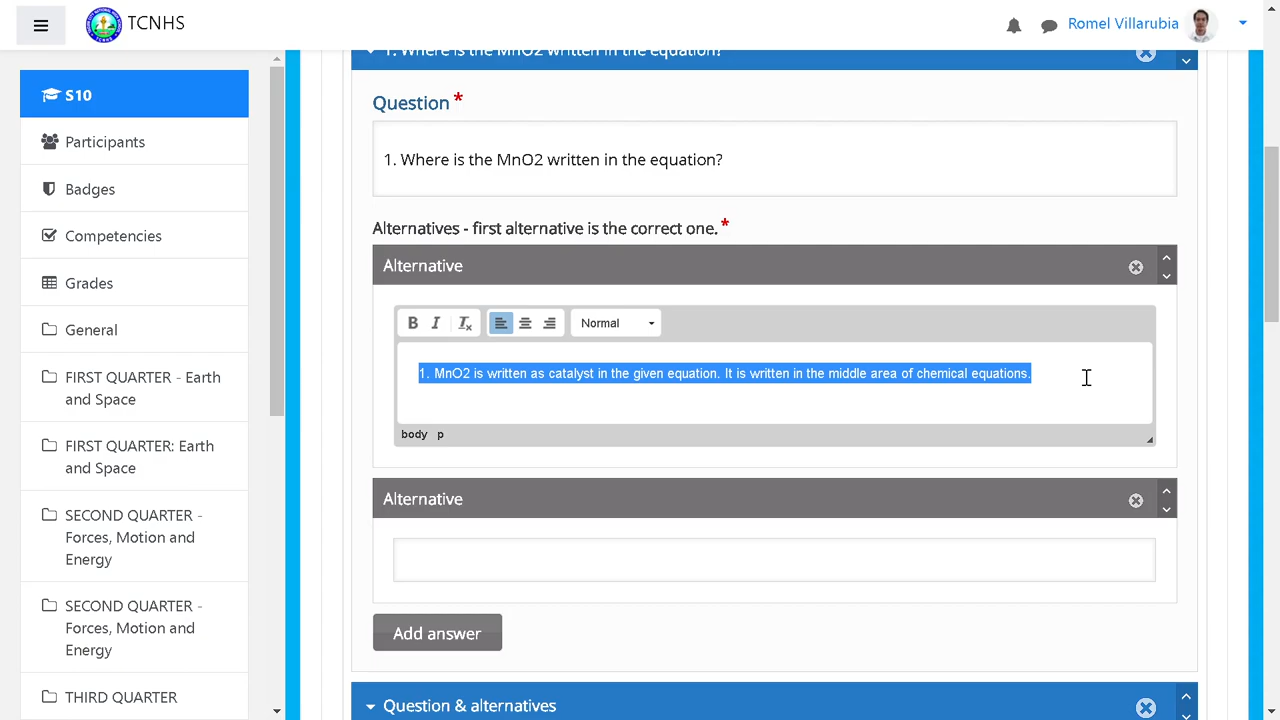 TCNHS
Romel Villarubia
S10
Participants
Badges
Competencies
Grades
General
FIRST QUARTER - Earth
and Space
FIRST QUARTER: Earth
and Space
SECOND QUARTER -
Forces, Motion and
Energy
SECOND QUARTER -
Forces, Motion and
Energy
THIRD QUARTER
1. Where is the MnO2 written in the equation?
Question *
1. Where is the MnO2 written in the equation?
Alternatives - first alternative is the correct one. *
Alternative
B I Tx Normal
1. MnO2 is written as catalyst in the given equation. It is written in the middle area of chemical equations.
body p
Alternative
Add answer
Question & alternatives